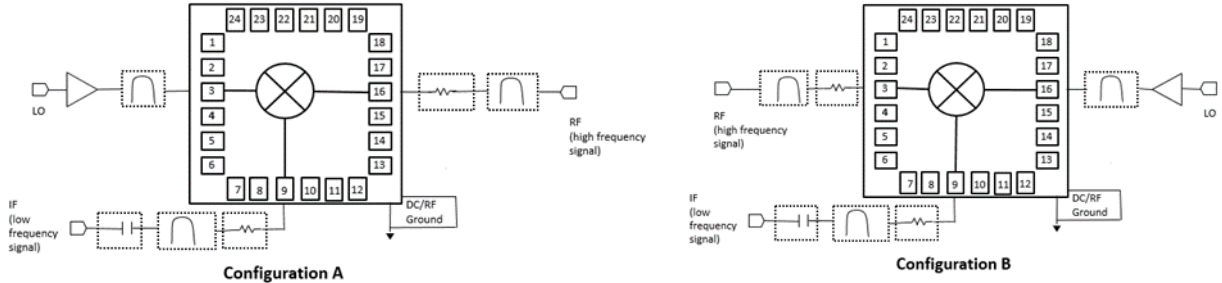 24 23 22 21 20 19
1
2
3
4
5
6
18
17
16
15
14
13
7 8 9 10 11 12
LO
RF
(high frequency
signal)
IF
(low
frequency
signal)
DC/RF
Ground
Configuration A
24 23 22 21 20 19
1
2
3
4
5
6
18
17
16
15
14
13
7 8 9 10 11 12
RF
(high frequency
signal)
LO
IF
(low
frequency
signal)
DC/RF
Ground
Configuration B